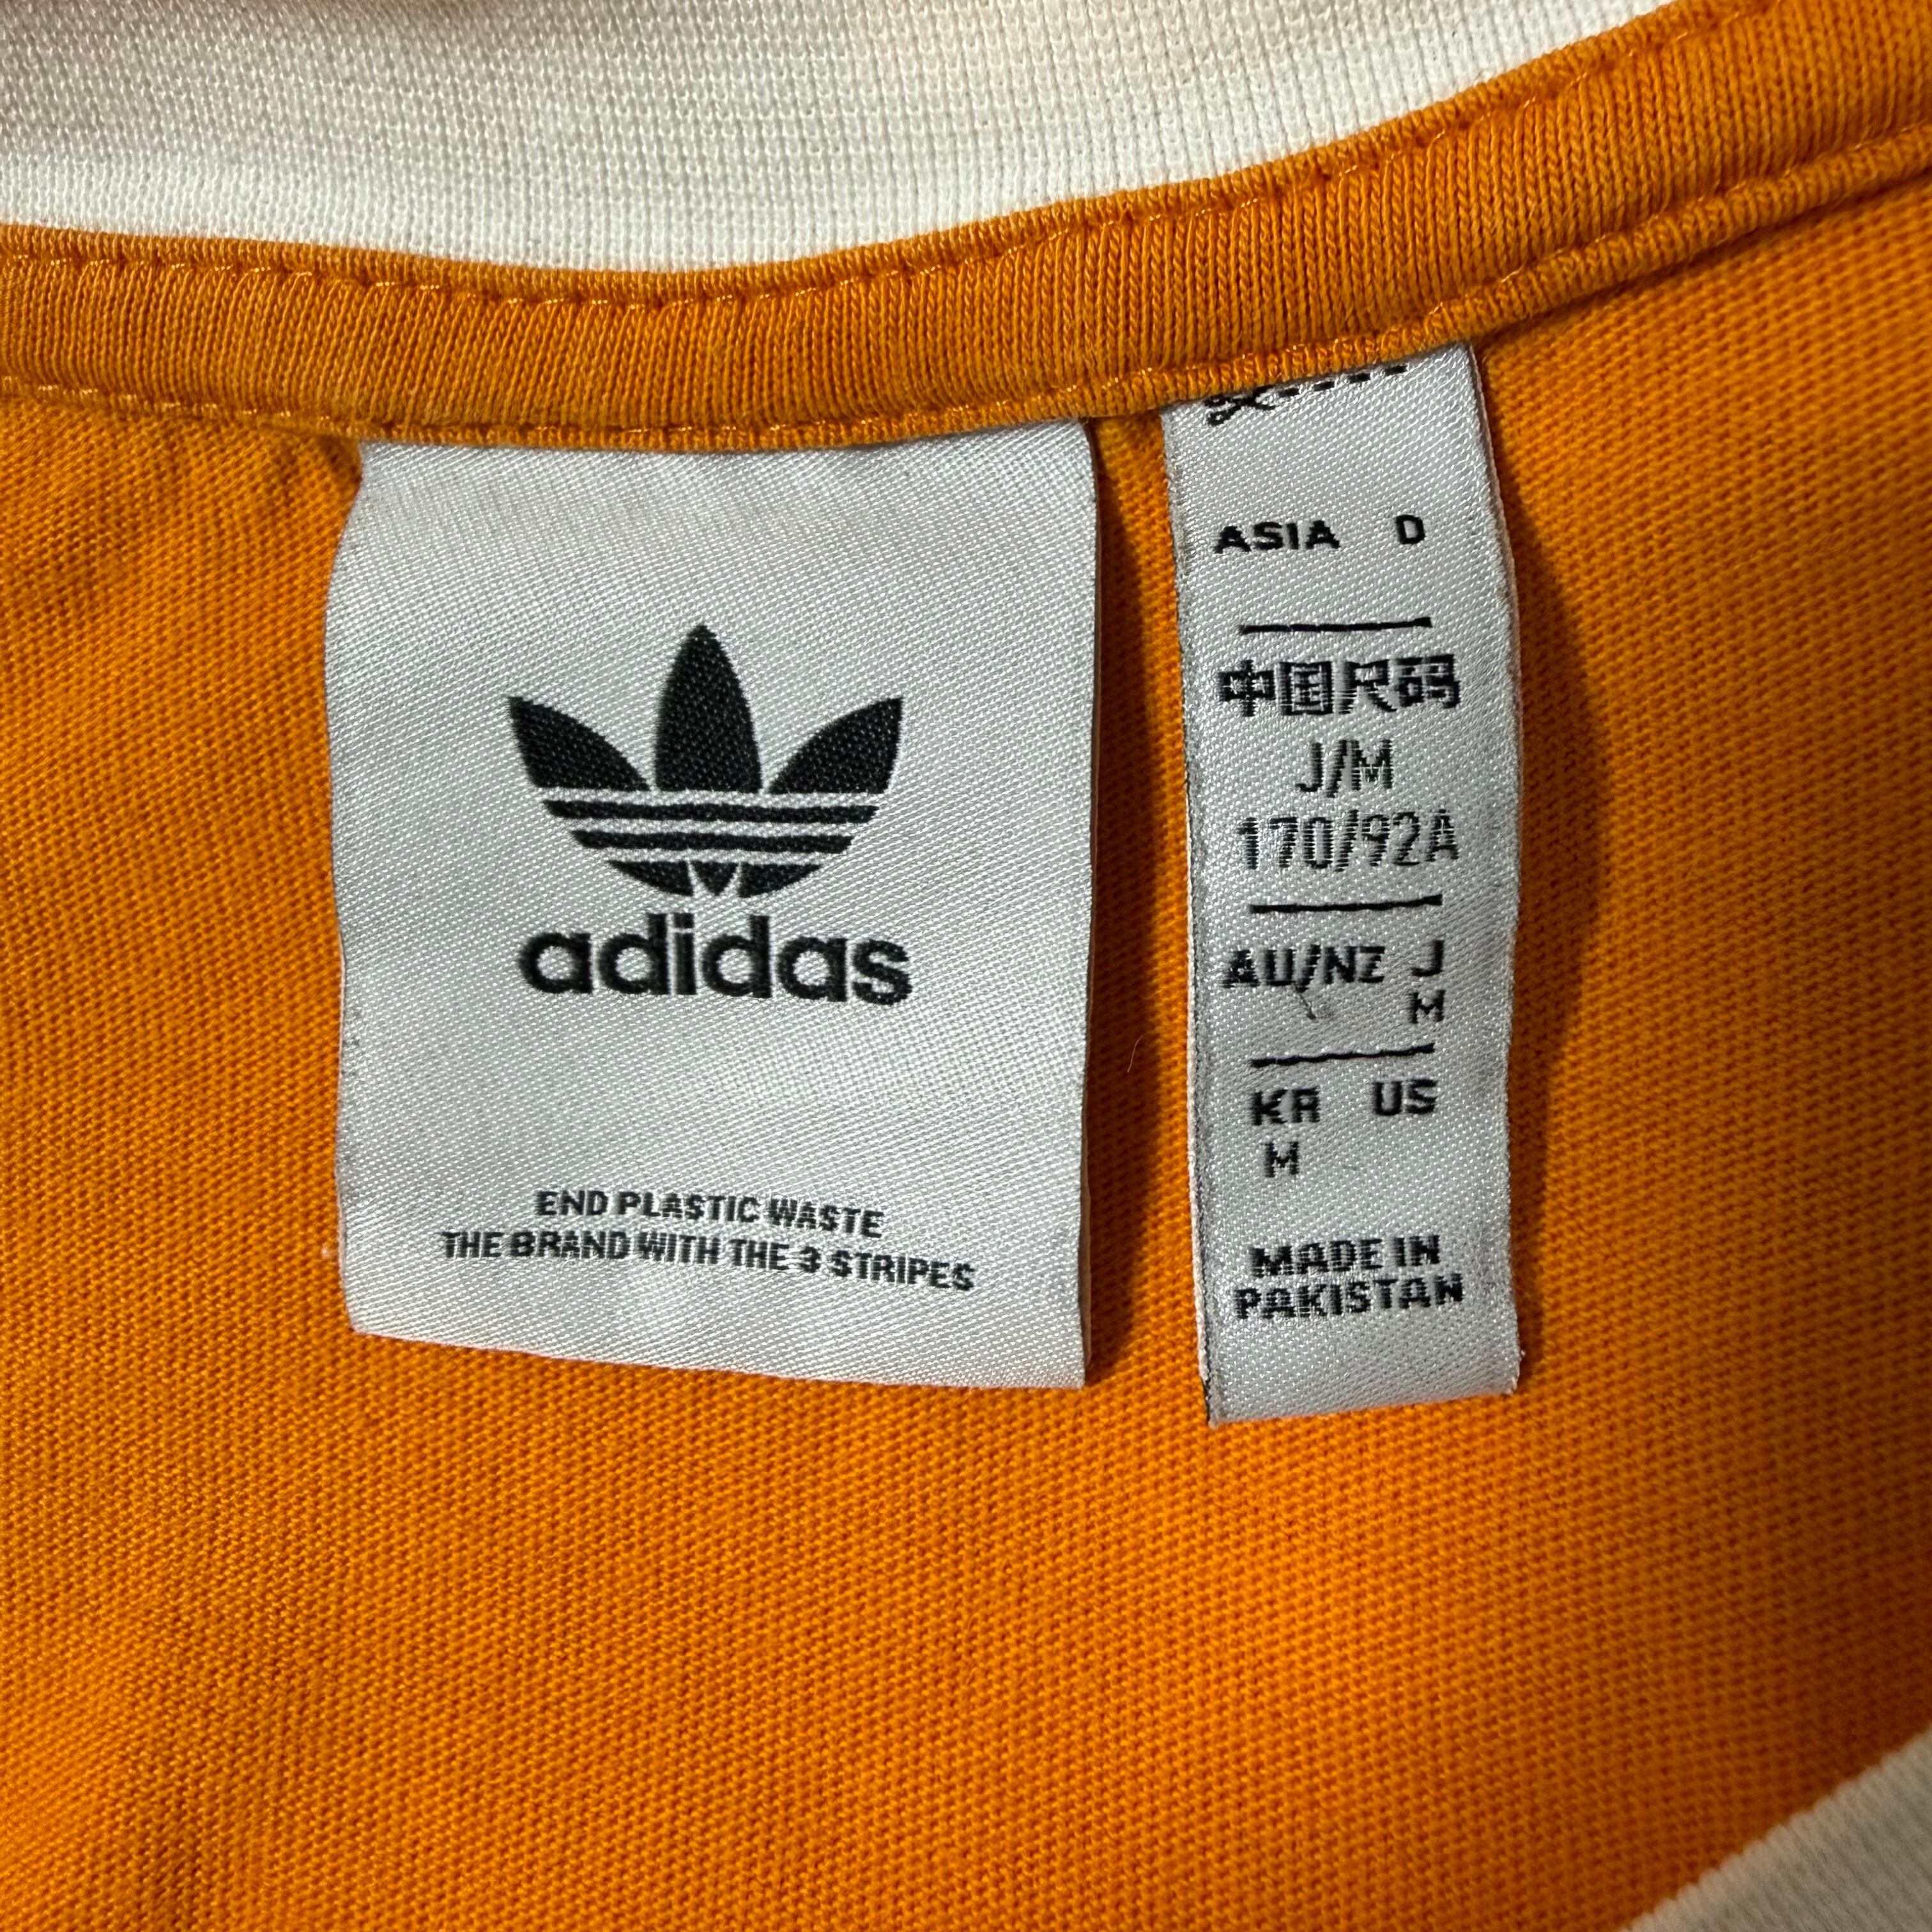 adidas
END PLASTIC WASTE
THE BRAND WITH THE 3 STRIPES
ASIA D
中国尺码
J/M
170/92A
AU/NZ J
M
KR US
M
MADE IN
PAKISTAN